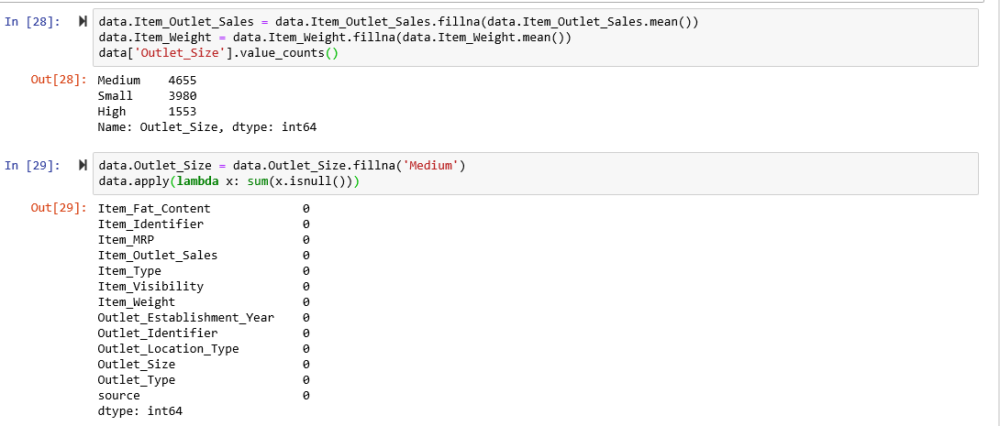 In [28]: data.Item_Outlet_Sales = data.Item_Outlet_Sales.fillna(data.Item_Outlet_Sales.mean())
data.Item_Weight = data.Item_Weight.fillna(data.Item_Weight.mean())
data['Outlet_Size'].value_counts()
Out[28]: Medium 4655
Small 3980
High 1553
Name: Outlet_Size, dtype: int64
In [29]: data.Outlet_Size = data.Outlet_Size.fillna('Medium')
data.apply(lambda x: sum(x.isnull()))
Out[29]: Item_Fat_Content 0
Item_Identifier 0
Item_MRP 0
Item_Outlet_Sales 0
Item_Type 0
Item_Visibility 0
Item_Weight 0
Outlet_Establishment_Year 0
Outlet_Identifier 0
Outlet_Location_Type 0
Outlet_Size 0
Outlet_Type 0
source 0
dtype: int64